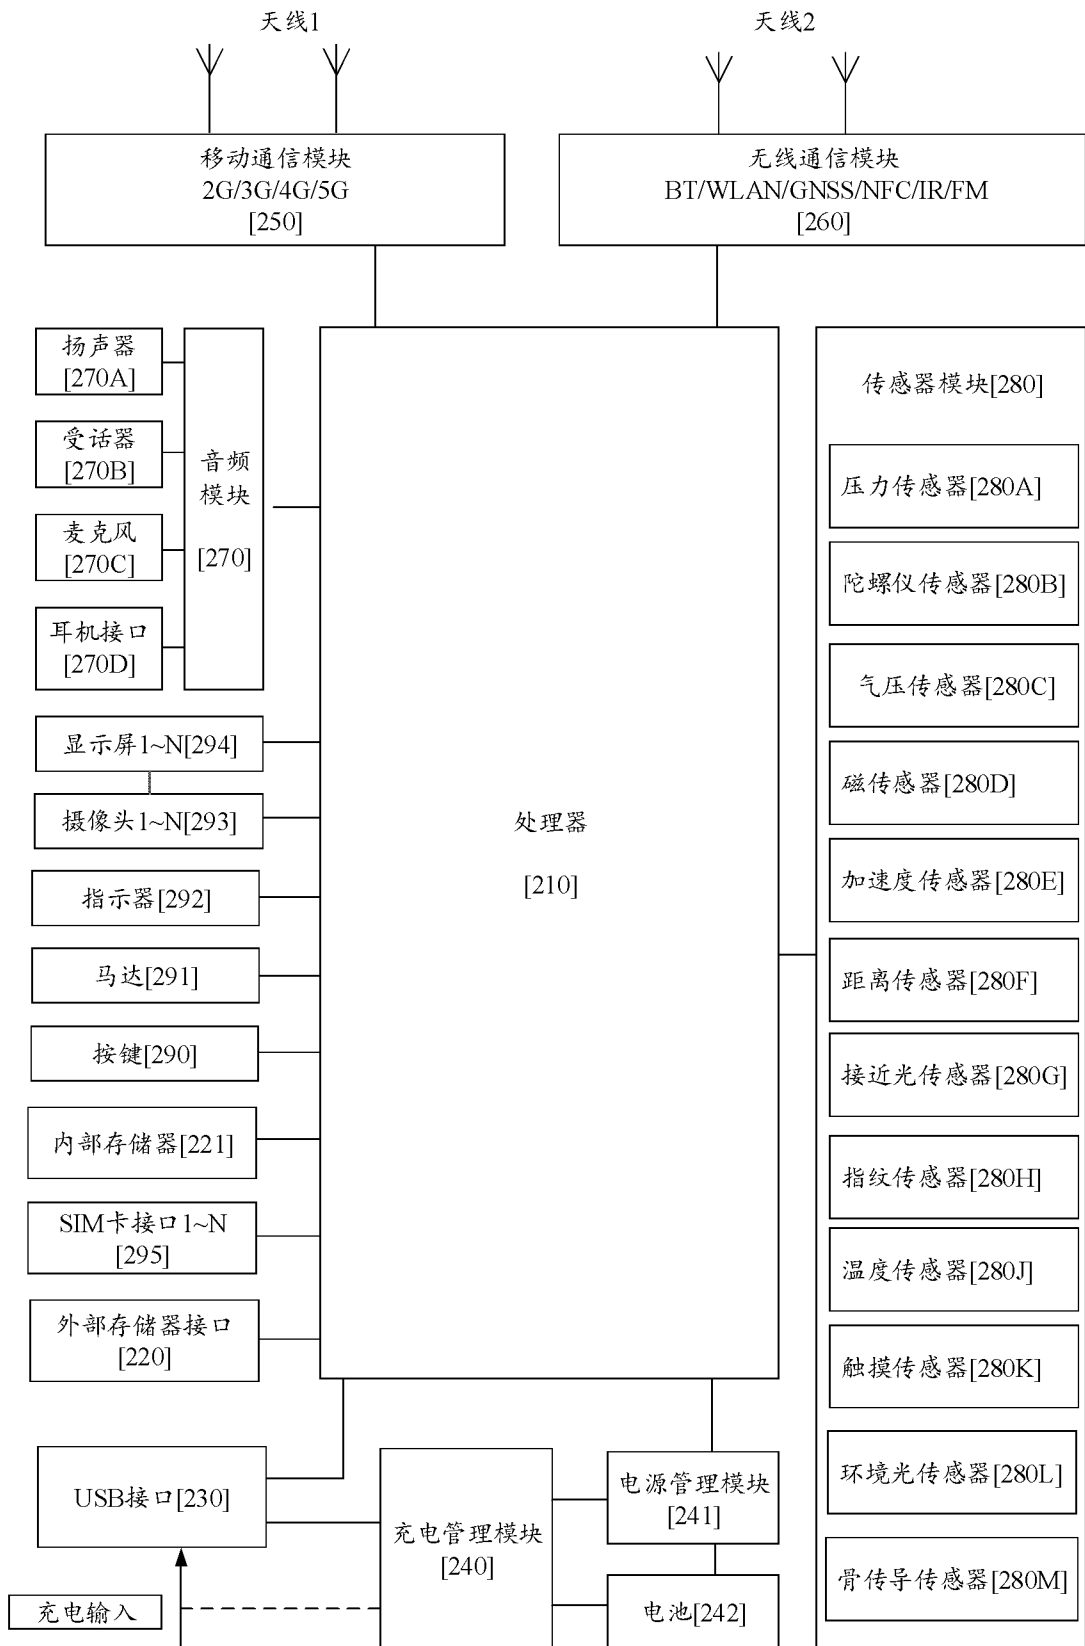 天线1
天线2
移动通信模块
2G/3G/4G/5G
[250]
无线通信模块
BT/WLAN/GNSS/NFC/IR/FM
[260]
扬声器
[270A]
受话器
[270B]
麦克风
[270C]
耳机接口
[270D]
音频
模块
[270]
显示屏1~N[294]
摄像头1~N[293]
指示器[292]
马达[291]
按键[290]
内部存储器[221]
SIM卡接口1~N
[295]
外部存储器接口
[220]
处理器
[210]
传感器模块[280]
压力传感器[280A]
陀螺仪传感器[280B]
气压传感器[280C]
磁传感器[280D]
加速度传感器[280E]
距离传感器[280F]
接近光传感器[280G]
指纹传感器[280H]
温度传感器[280J]
触摸传感器[280K]
环境光传感器[280L]
骨传导传感器[280M]
USB接口[230]
充电管理模块
[240]
电源管理模块
[241]
电池[242]
充电输入